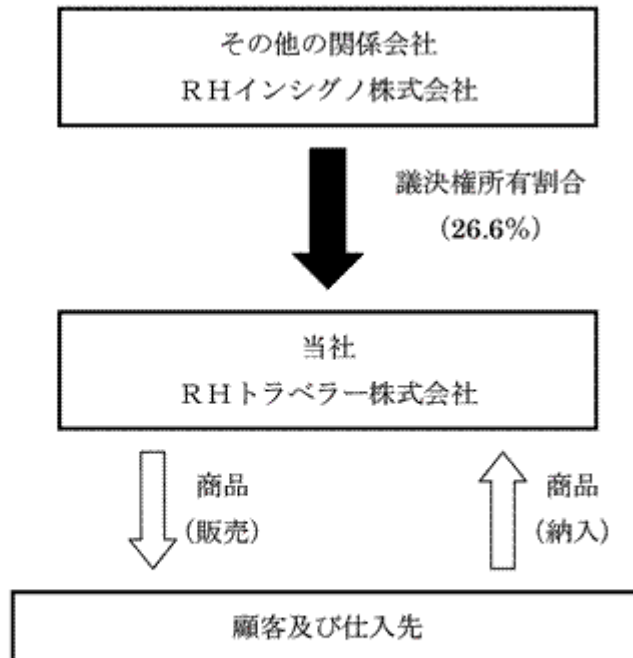 その他の関係会社
ＲＨインシグノ株式会社
議決権所有割合
（26.6％）
当社
ＲＨトラベラー株式会社
商品
（販売）
商品
（納入）
顧客及び仕入先